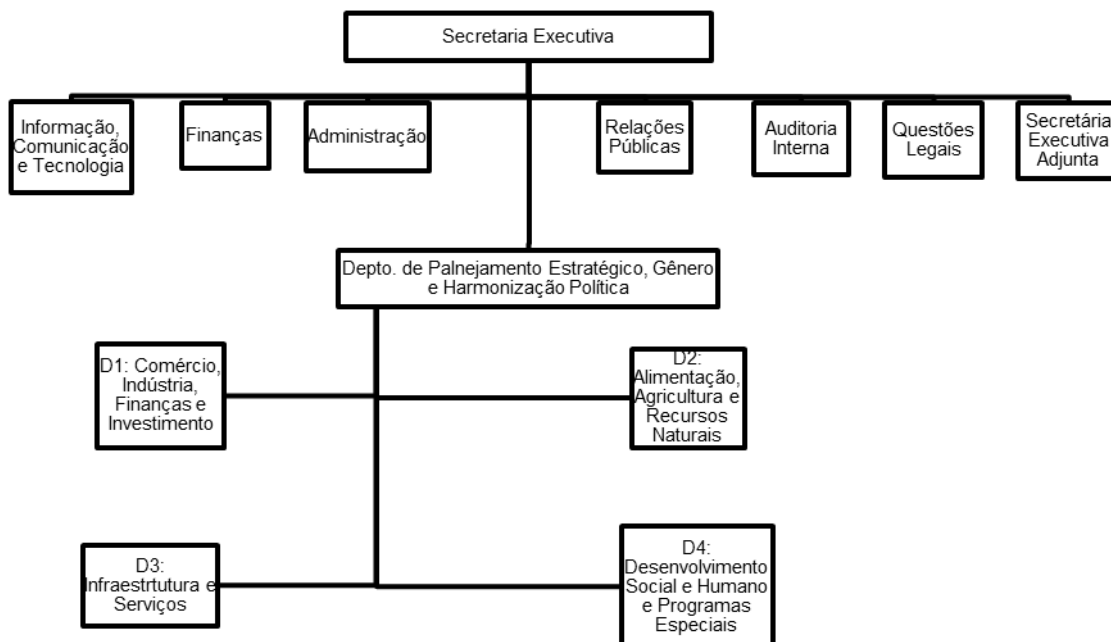 Secretaria Executiva
Informação,
Comunicação
e Tecnologia
Finanças
Administração
Relações
Públicas
Auditoria
Interna
Questões
Legais
Secretária
Executiva
Adjunta
Depto. de Palnejamento Estratégico, Gênero
e Harmonização Política
D1: Comércio,
Indústria,
Finanças e
Investimento
D2:
Alimentação,
Agricultura e
Recursos
Naturais
D3:
Infraestrtutura e
Serviços
D4:
Desenvolvimento
Social e Humano
e Programas
Especiais